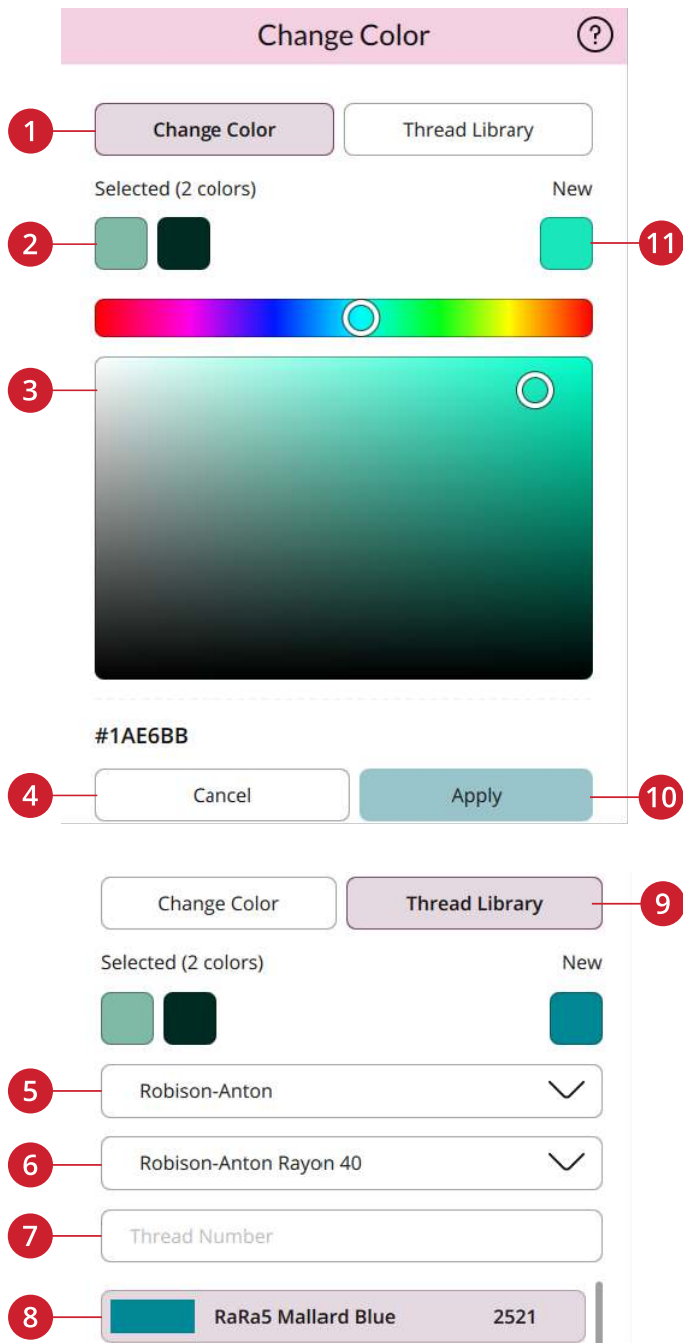 Change Color ?
1 Change Color Thread Library
Selected (2 colors) New
2 11
3
#1AE6BB
4 Cancel Apply 10
Change Color Thread Library 9
Selected (2 colors) New
5 Robison-Anton
6 Robison-Anton Rayon 40
7 Thread Number
8 RaRa5 Mallard Blue 2521